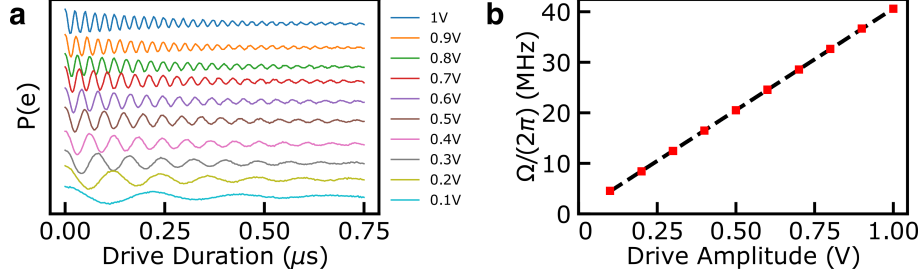 a
P(e)
1V
0.9V
0.8V
0.7V
0.6V
0.5V
0.4V
0.3V
0.2V
0.1V
0.00 0.25 0.50 0.75
Drive Duration (μs)
b
Ω/(2π) (MHz)
40
30
20
10
0
0.25 0.50 0.75 1.00
Drive Amplitude (V)